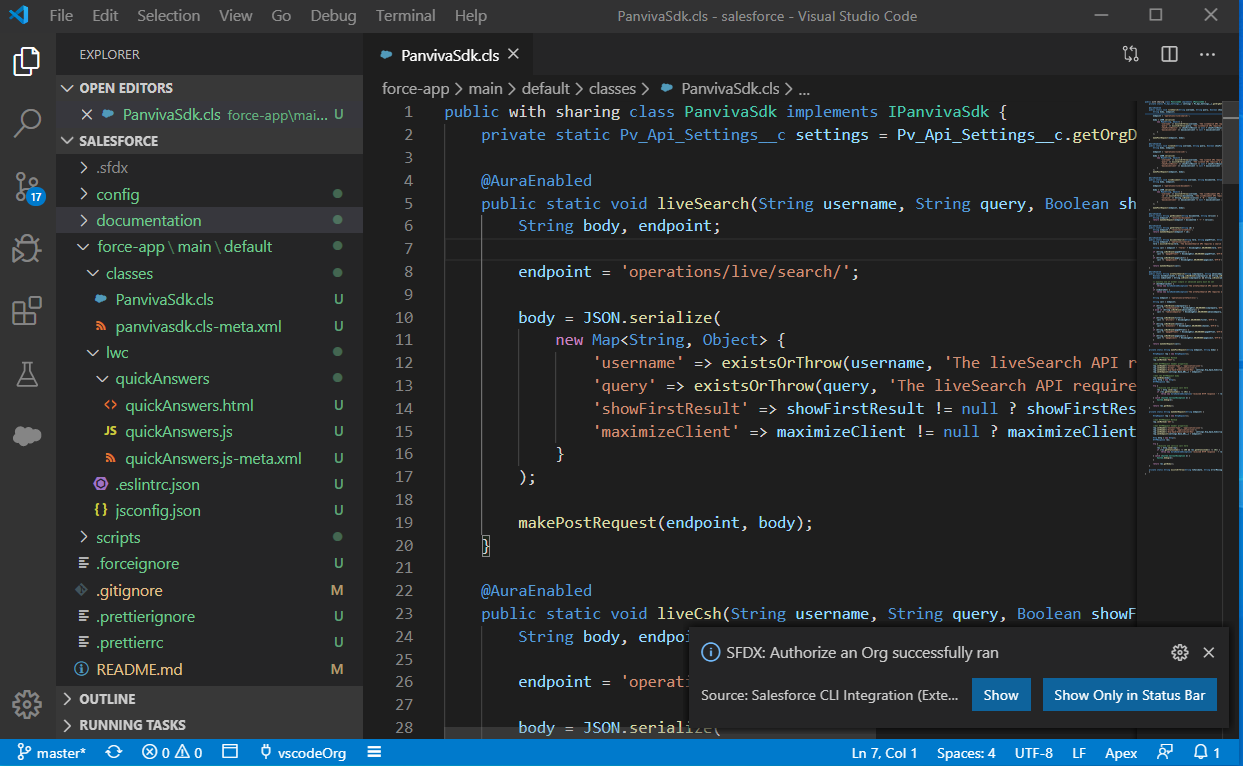 File Edit Selection View Go Debug Terminal Help PanvivaSdk.cls - salesforce - Visual Studio Code
EXPLORER
OPEN EDITORS
PanvivaSdk.cls force-app\mai... U
SALESFORCE
.sfdx
config
documentation
force-app \ main \ default
classes
PanvivaSdk.cls U
panvivasdk.cls-meta.xml U
lwc
quickAnswers
<> quickAnswers.html U
JS quickAnswers.js U
quickAnswers.js-meta.xml U
.eslintrc.json U
{} jsconfig.json U
scripts
.forceignore U
.gitignore M
.prettierignore U
.prettierrc U
README.md M
OUTLINE
RUNNING TASKS
17
PanvivaSdk.cls
force-app > main > default > classes > PanvivaSdk.cls > ...
1 public with sharing class PanvivaSdk implements IPanvivaSdk {
2 private static Pv_Api_Settings__c settings = Pv_Api_Settings__c.getOrgD
3
4 @AuraEnabled
5 public static void liveSearch(String username, String query, Boolean sh
6 String body, endpoint;
7
8 endpoint = 'operations/live/search/';
9
10 body = JSON.serialize(
11 new Map<String, Object> {
12 'username' => existsOrThrow(username, 'The liveSearch API r
13 'query' => existsOrThrow(query, 'The liveSearch API require
14 'showFirstResult' => showFirstResult != null ? showFirstRes
15 'maximizeClient' => maximizeClient != null ? maximizeClient
16 }
17 );
18
19 makePostRequest(endpoint, body);
20 }
21
22 @AuraEnabled
23 public static void liveCsh(String username, String query, Boolean showF
24 String body, endpoi
25
26 endpoint = 'operati
27
28 body = JSON.serialize(
SFDX: Authorize an Org successfully ran
Source: Salesforce CLI Integration (Exte... Show Show Only in Status Bar
master* 0 0 vscodeOrg Ln 7, Col 1 Spaces: 4 UTF-8 LF Apex 1